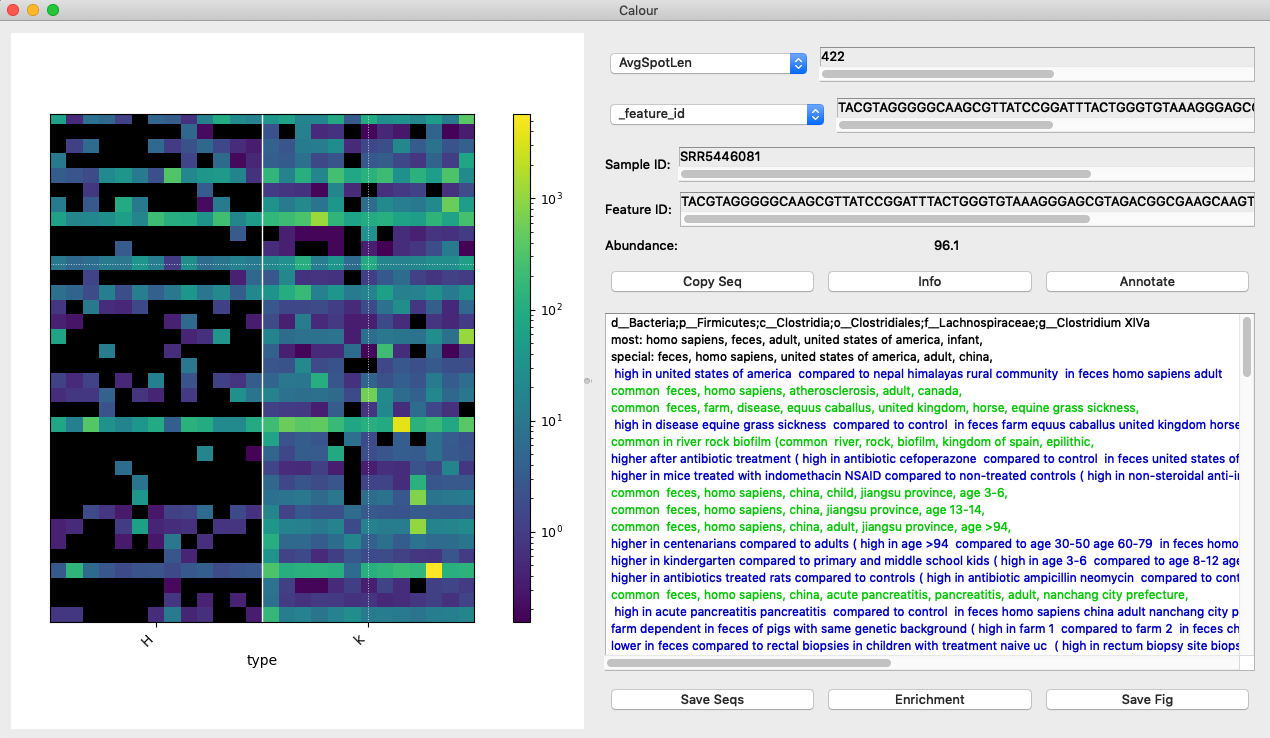 Calour
AvgSpotLen
422
_feature_id
TACGTAGGGGGCAAGCGTTATCCGGATTTACTGGGTGTAAAGGGAGC
Sample ID:
SRR5446081
Feature ID:
TACGTAGGGGGCAAGCGTTATCCGGATTTACTGGGTGTAAAGGGAGCGTAGACGGCGAAGCAAGT
Abundance:
96.1
Copy Seq
Info
Annotate
10^3
10^2
10^1
10^0
H
K
type
d__Bacteria;p__Firmicutes;c__Clostridia;o__Clostridiales;f__Lachnospiraceae;g__Clostridium XlVa
most: homo sapiens, feces, adult, united states of america, infant,
special: feces, homo sapiens, united states of america, adult, china,
high in united states of america compared to nepal himalayas rural community in feces homo sapiens adult
common feces, homo sapiens, atherosclerosis, adult, canada,
common feces, farm, disease, equus caballus, united kingdom, horse, equine grass sickness,
high in disease equine grass sickness compared to control in feces farm equus caballus united kingdom horse
common in river rock biofilm (common river, rock, biofilm, kingdom of spain, epilithic,
higher after antibiotic treatment ( high in antibiotic cefoperazone compared to control in feces united states of
higher in mice treated with indomethacin NSAID compared to non-treated controls ( high in non-steroidal anti-i
common feces, homo sapiens, china, child, jiangsu province, age 3-6,
common feces, homo sapiens, china, jiangsu province, age 13-14,
common feces, homo sapiens, china, adult, jiangsu province, age >94,
higher in centenarians compared to adults ( high in age >94 compared to age 30-50 age 60-79 in feces homo
higher in kindergarten compared to primary and middle school kids ( high in age 3-6 compared to age 8-12 age
higher in antibiotics treated rats compared to controls ( high in antibiotic ampicillin neomycin compared to cont
common feces, homo sapiens, china, acute pancreatitis, pancreatitis, adult, nanchang city prefecture,
high in acute pancreatitis pancreatitis compared to control in feces homo sapiens china adult nanchang city p
farm dependent in feces of pigs with same genetic background ( high in farm 1 compared to farm 2 in feces ch
lower in feces compared to rectal biopsies in children with treatment naive uc ( high in rectum biopsy site biops
Save Seqs
Enrichment
Save Fig